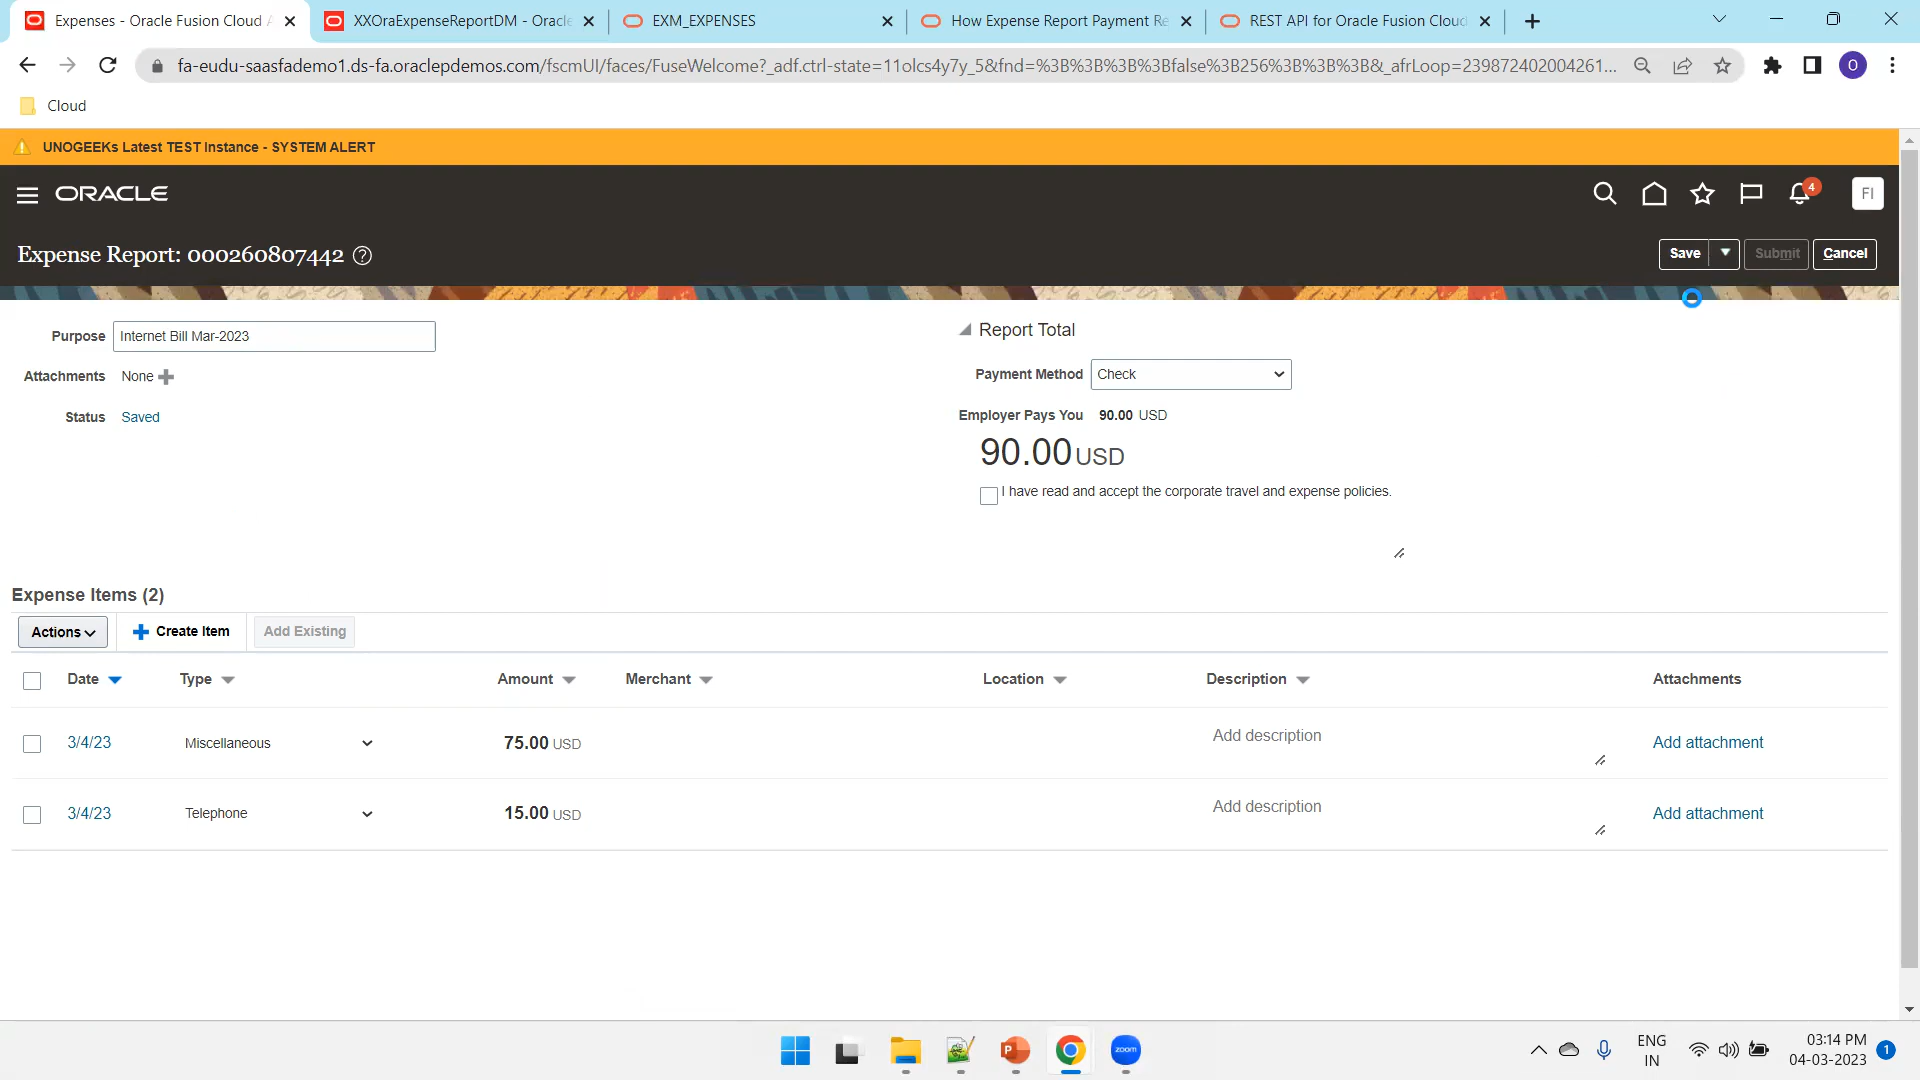 Expenses - Oracle Fusion Cloud A
XXOraExpenseReportDM - Oracle
EXM_EXPENSES
How Expense Report Payment Re
REST API for Oracle Fusion Cloud
fa-eudu-saasfademo1.ds-fa.oraclepdemos.com/fscmUI/faces/FuseWelcome?_adf.ctrl-state=11olcs4y7y_5&fnd=%3B%3B%3B%3Bfalse%3B256%3B%3B%3B&_afrLoop=239872402004261...
O
Cloud
UNOGEEKs Latest TEST Instance - SYSTEM ALERT
ORACLE
4
FI
Expense Report: 000260807442 ?
Save
Submit
Cancel
Purpose Internet Bill Mar-2023
Attachments None
Status Saved
Report Total
Payment Method Check
Employer Pays You 90.00 USD
90.00 USD
I have read and accept the corporate travel and expense policies.
Expense Items (2)
Actions
Create Item
Add Existing
Date Type Amount Merchant Location Description Attachments
3/4/23 Miscellaneous 75.00 USD Add description Add attachment
3/4/23 Telephone 15.00 USD Add description Add attachment
P
zoom
ENG
IN
03:14 PM
04-03-2023
1